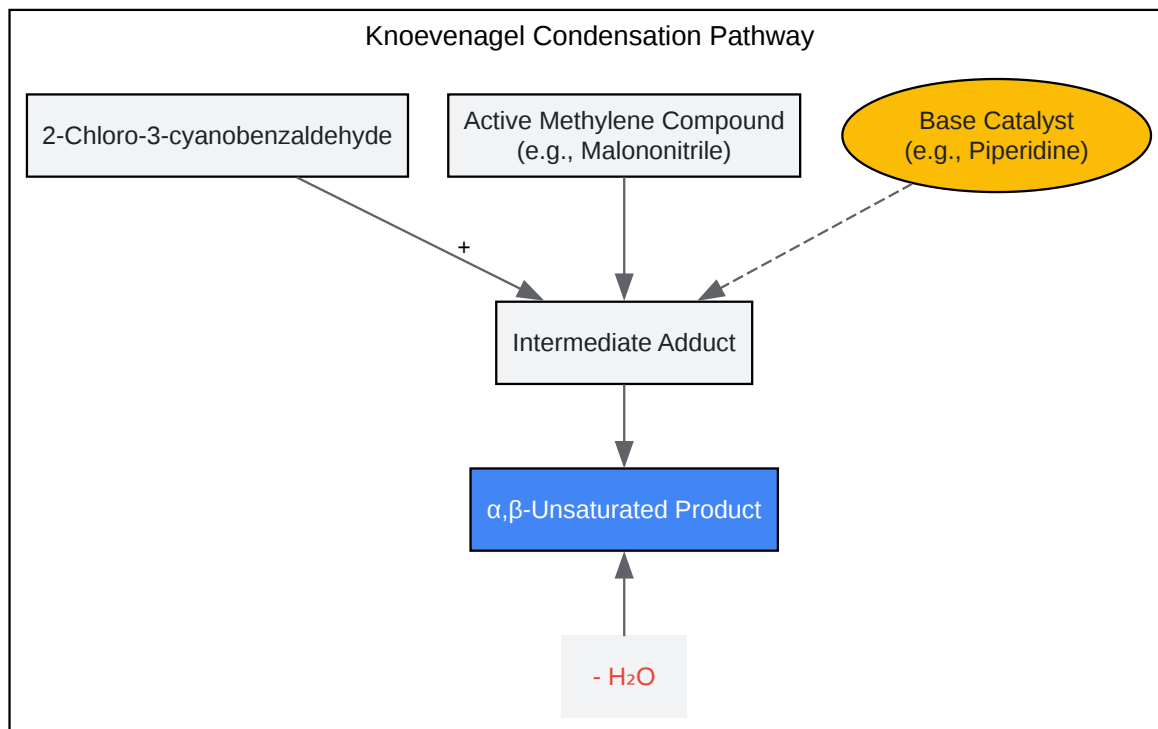 Knoevenagel Condensation Pathway
2-Chloro-3-cyanobenzaldehyde
Active Methylene Compound
(e.g., Malononitrile)
Base Catalyst
(e.g., Piperidine)
+
Intermediate Adduct
α,β-Unsaturated Product
- H₂O